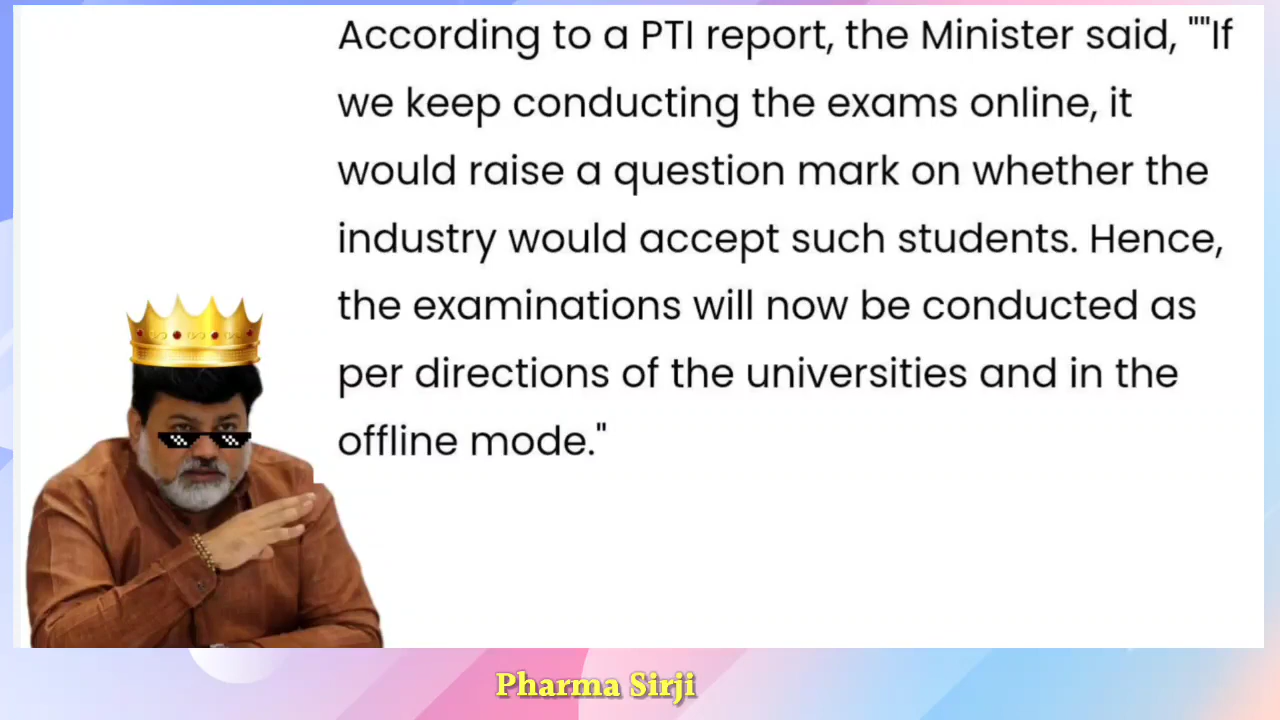 According to a PTI report, the Minister said, ""If
we keep conducting the exams online, it
would raise a question mark on whether the
industry would accept such students. Hence,
the examinations will now be conducted as
per directions of the universities and in the
offline mode."
Pharma Sirji